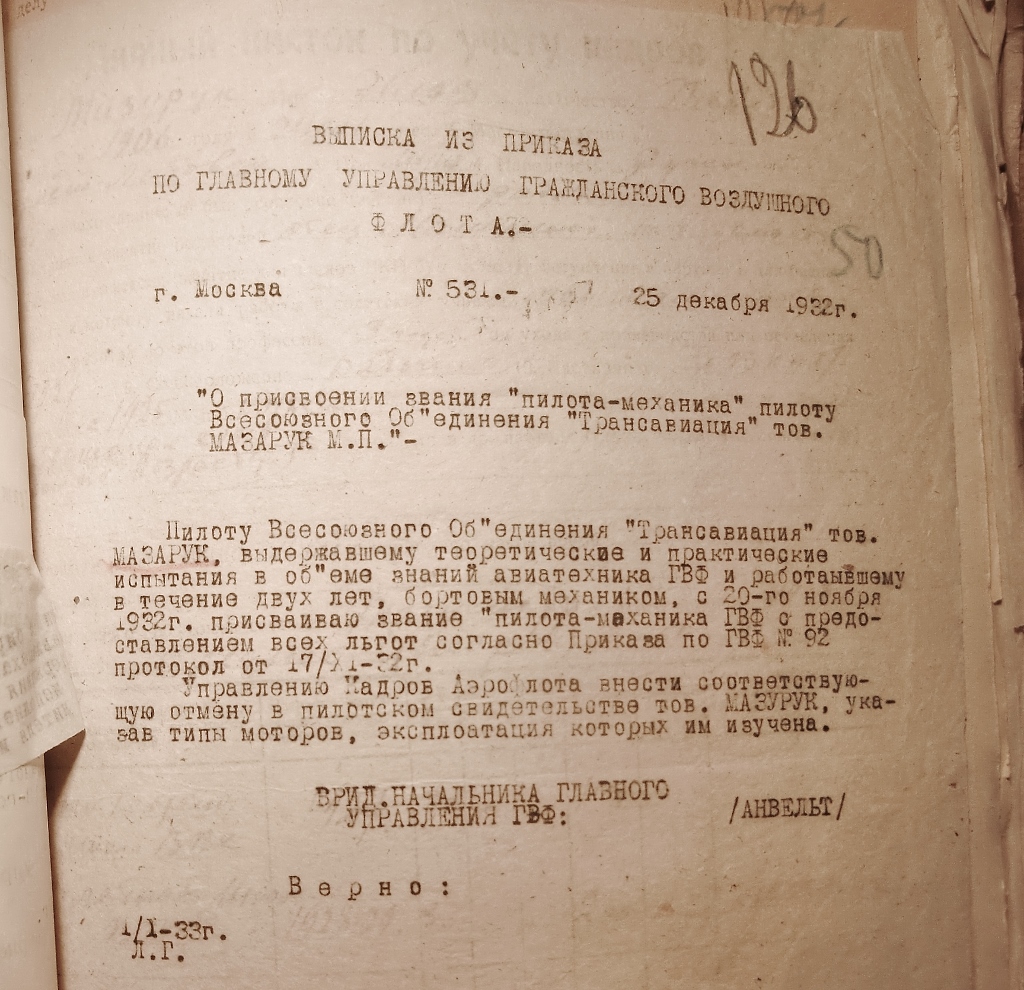 126
ВЫПИСКА ИЗ ПРИКАЗА
ПО ГЛАВНОМУ УПРАВЛЕНИЮ ГРАЖДАНСКОГО ВОЗДУШНОГО
Ф Л О Т А.-
50
г. Москва № 531.- 25 декабря 1932г.
"О присвоении звания "пилота-механика" пилоту
Всесоюзного Об"единения "Трансавиация" тов.
МАЗАРУК М.П."-
Пилоту Всесоюзного Об"единения "Трансавиация" тов.
МАЗАРУК, выдержавшему теоретические и практические
испытания в об"еме знаний авиатехника ГВФ и работаывшему
в течение двух лет, бортовым механиком, с 20-го ноября
1932г. присваиваю звание "пилота-механика ГВФ с предо-
ставлением всех льгот согласно Приказа по ГВФ № 92
протокол от 17/XI-32г.
Управлению Кадров Аэрофлота внести соответствую-
щую отмену в пилотском свидетельстве тов. МАЗУРУК, ука-
зав типы моторов, эксплоатация которых им изучена.
ВРИД.НАЧАЛЬНИКА ГЛАВНОГО
УПРАВЛЕНИЯ ГВФ: /АНВЕЛЬТ/
В е р н о :
1/I-33г.
Л.Г.